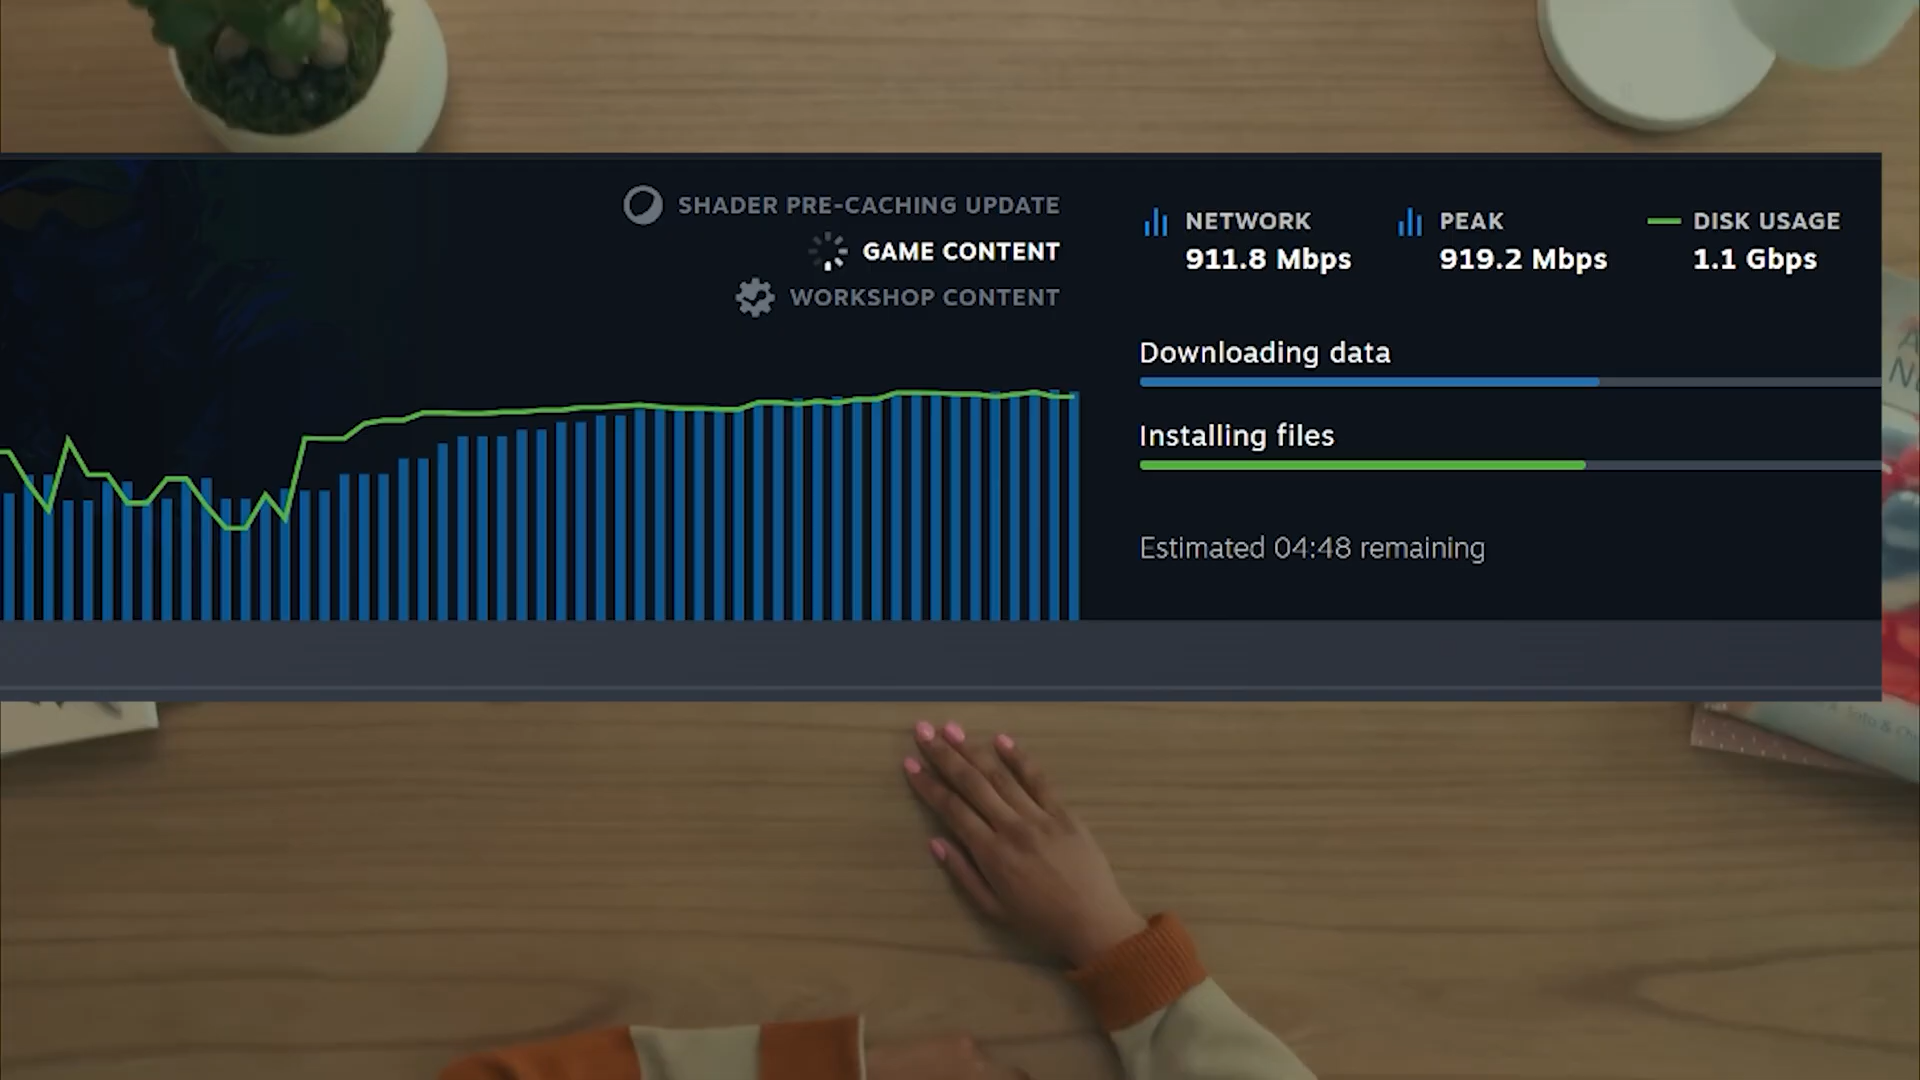 SHADER PRE-CACHING UPDATE
GAME CONTENT
WORKSHOP CONTENT
NETWORK
911.8 Mbps
PEAK
919.2 Mbps
DISK USAGE
1.1 Gbps
Downloading data
Installing files
Estimated 04:48 remaining